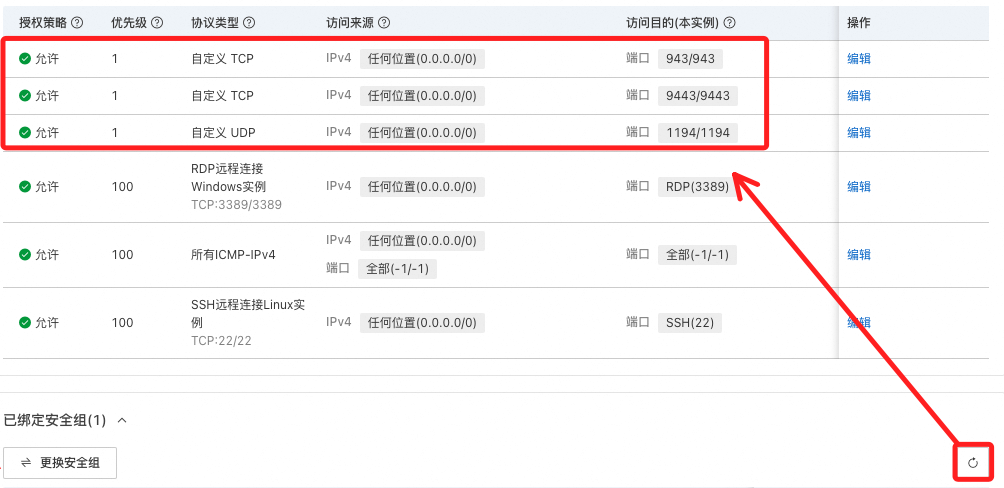 授权策略 优先级 协议类型 访问来源 访问目的(本实例) 操作
允许 1 自定义 TCP IPv4 任何位置(0.0.0.0/0) 端口 943/943 编辑
允许 1 自定义 TCP IPv4 任何位置(0.0.0.0/0) 端口 9443/9443 编辑
允许 1 自定义 UDP IPv4 任何位置(0.0.0.0/0) 端口 1194/1194 编辑
RDP远程连接
允许 100 Windows实例 IPv4 任何位置(0.0.0.0/0) 端口 RDP(3389) 编辑
TCP:3389/3389
IPv4 任何位置(0.0.0.0/0)
允许 100 所有ICMP-IPv4 端口 全部(-1/-1) 编辑
端口 全部(-1/-1)
SSH远程连接Linux实
允许 100 例 IPv4 任何位置(0.0.0.0/0) 端口 SSH(22) 编辑
TCP:22/22
已绑定安全组(1)
更换安全组